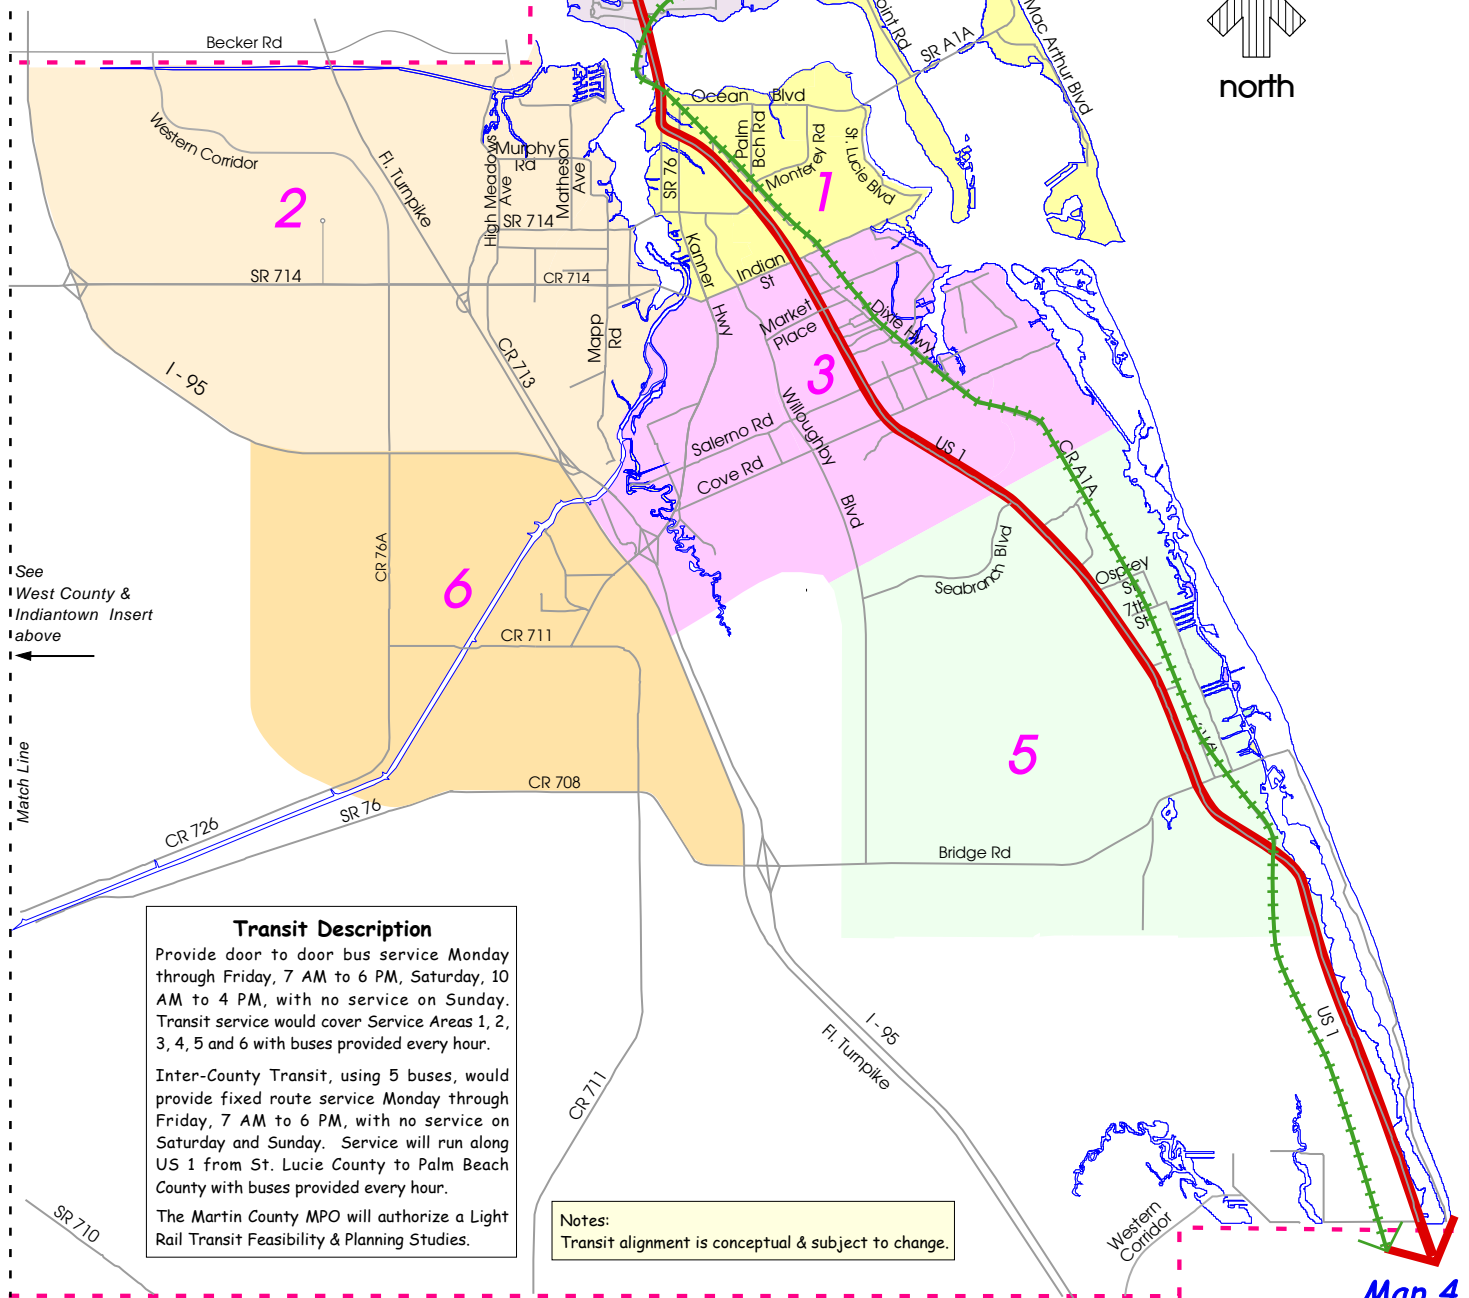 Becker Rd
Point Rd
SR A1A
Mac Arthur Blvd
north
Ocean Blvd
Western Corridor
Fl. Turnpike
High Meadows
Ave
Murphy
Rd
Matheson
Ave
SR 76
Palm
Bch Rd
Monterey Rd
St. Lucie Blvd
1
2
SR 714
SR 714
CR 714
Kanner
Hwy
Indian
St
Market
Place
Dixie Hwy
Mapp
Rd
CR 713
I - 95
3
Willoughby
Blvd
Salerno Rd
Cove Rd
US 1
CR A1A
CR 76A
6
Seabranch Blvd
Osprey
St
7th
St
See
West County &
Indiantown Insert
above
CR 711
Match Line
5
CR 708
SR 76
CR 726
Bridge Rd
Transit Description
Provide door to door bus service Monday
through Friday, 7 AM to 6 PM, Saturday, 10
AM to 4 PM, with no service on Sunday.
Transit service would cover Service Areas 1, 2,
3, 4, 5 and 6 with buses provided every hour.
Inter-County Transit, using 5 buses, would
provide fixed route service Monday through
Friday, 7 AM to 6 PM, with no service on
Saturday and Sunday. Service will run along
US 1 from St. Lucie County to Palm Beach
County with buses provided every hour.
The Martin County MPO will authorize a Light
Rail Transit Feasibility & Planning Studies.
I - 95
Fl. Turnpike
US 1
CR 711
SR 710
Notes:
Transit alignment is conceptual & subject to change.
Western
Corridor
Map 4